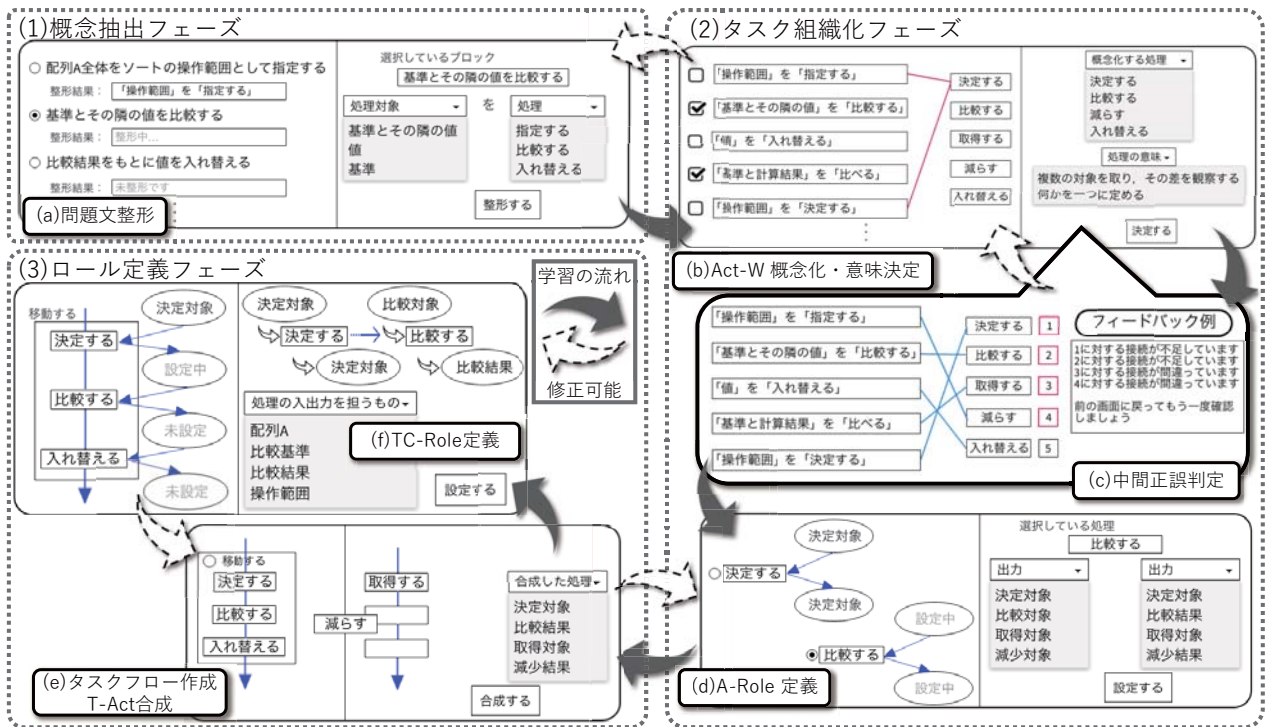 (1)概念抽出フェーズ
配列A全体をソートの操作範囲として指定する
整形結果： 「操作範囲」を「指定する」
基準とその隣の値を比較する
整形結果： 整形中...
比較結果をもとに値を入れ替える
整形結果： 未整形です
(a)問題文整形
選択しているブロック
基準とその隣の値を比較する
処理対象 を 処理
基準とその隣の値
値
基準
指定する
比較する
入れ替える
整形する
(2)タスク組織化フェーズ
「操作範囲」を「指定する」
「基準とその隣の値」を「比較する」
「値」を「入れ替える」
「基準と計算結果」を「比べる」
「操作範囲」を「決定する」
決定する
比較する
取得する
減らす
入れ替える
概念化する処理
決定する
比較する
減らす
入れ替える
処理の意味
複数の対象を取り，その差を観察する
何かを一つに定める
決定する
(b)Act-W 概念化・意味決定
「操作範囲」を「指定する」
「基準とその隣の値」を「比較する」
「値」を「入れ替える」
「基準と計算結果」を「比べる」
「操作範囲」を「決定する」
決定する 1
比較する 2
取得する 3
減らす 4
入れ替える 5
フィードバック例
1に対する接続が不足しています
2に対する接続が不足しています
3に対する接続が間違っています
4に対する接続が間違っています
前の画面に戻ってもう一度確認
しましょう
(c)中間正誤判定
決定対象
決定する
決定対象
設定中
比較する
設定中
(d)A-Role 定義
選択している処理
比較する
出力
決定対象
比較対象
取得対象
減少対象
出力
決定対象
比較結果
取得対象
減少結果
設定する
(3)ロール定義フェーズ
移動する
決定する
比較する
入れ替える
決定対象
設定中
未設定
未設定
決定対象
比較対象
決定する
比較する
決定対象
比較結果
処理の入出力を担うもの
配列A
比較基準
比較結果
操作範囲
(f)TC-Role定義
設定する
学習の流れ
修正可能
移動する
決定する
比較する
入れ替える
取得する
減らす
合成した処理
決定対象
比較結果
取得対象
減少結果
合成する
(e)タスクフロー作成
T-Act合成